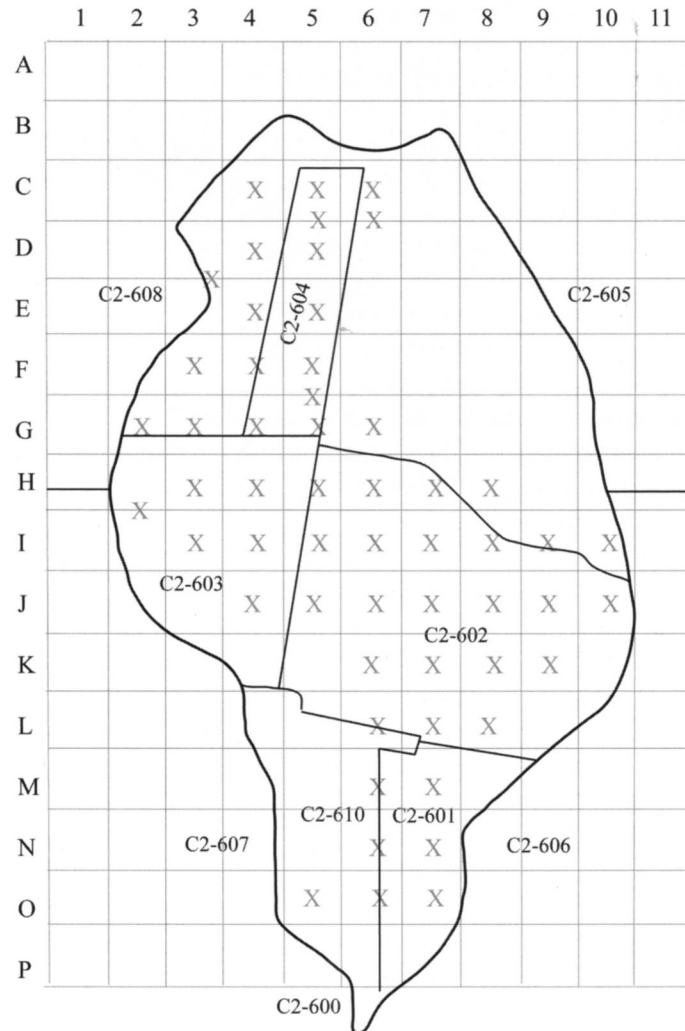 1 2 3 4 5 6 7 8 9 10 11
A
B
C X X X
X X
D X X
X
C2-608 C2-604 C2-605
E X X
F X X X
X
G X X X X X
H X X X X X X
X
I X X X X X X X X
C2-603
J X X X X X X X
C2-602
K X X X X
L X X X
M X X
C2-610 C2-601
N C2-607 X X C2-606
O X X X
P
C2-600